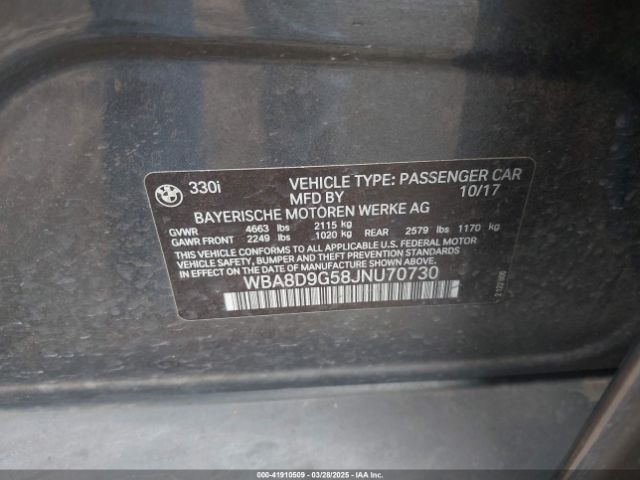 330i VEHICLE TYPE: PASSENGER CAR
MFD BY 10/17
BAYERISCHE MOTOREN WERKE AG
GVWR 4663 lbs 2115 kg
GAWR FRONT 2249 lbs 1020 kg REAR 2579 lbs 1170 kg
THIS VEHICLE CONFORMS TO ALL APPLICABLE U.S. FEDERAL MOTOR
VEHICLE SAFETY, BUMPER AND THEFT PREVENTION STANDARDS
IN EFFECT ON THE DATE OF MANUFACTURE SHOWN ABOVE.
WBA8D9G58JNU70730
000-41910509 03/28/2025 IAAI.COM